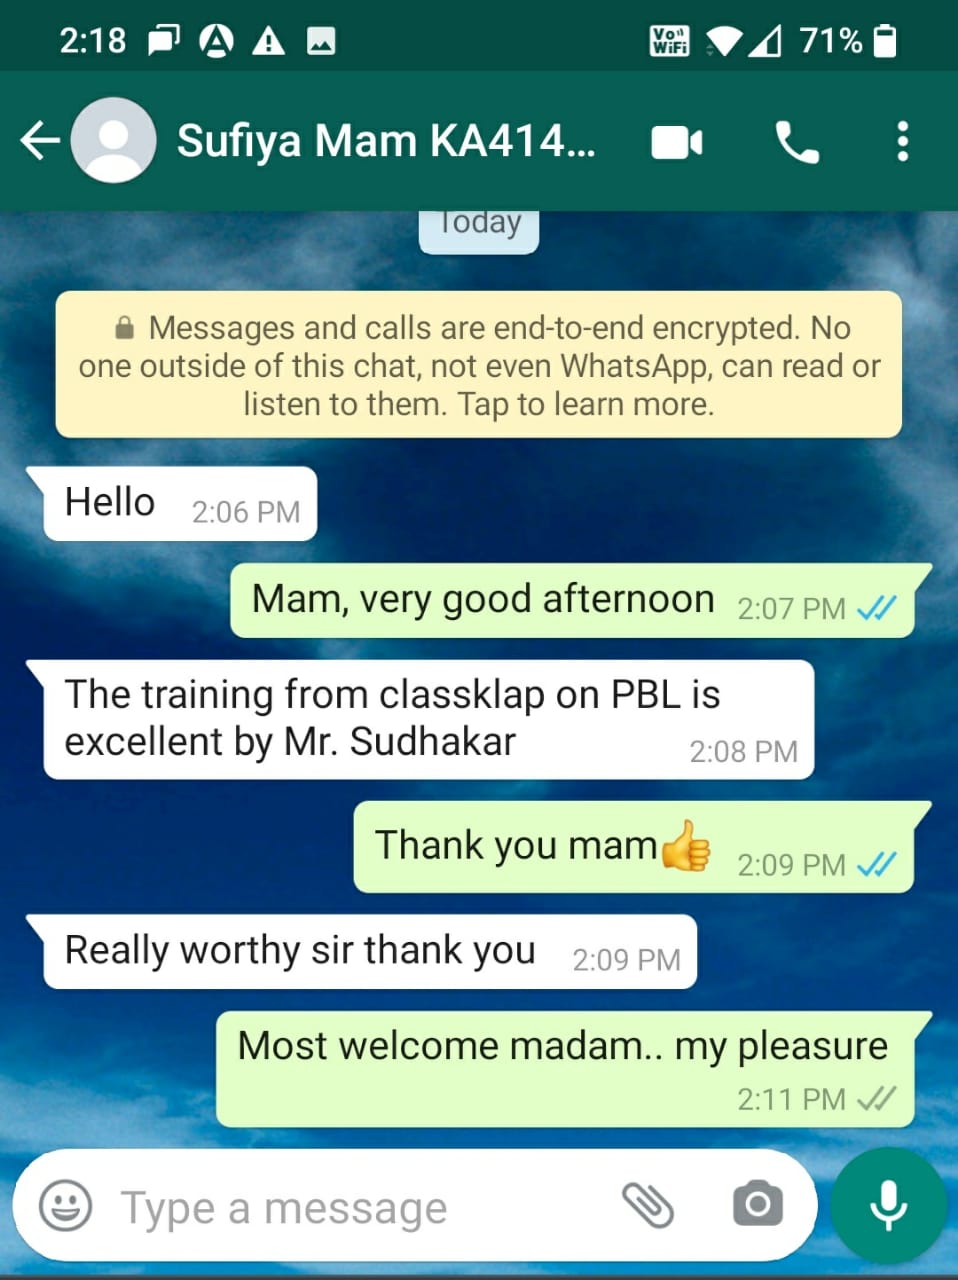 2:18 Vo WiFi 71%
Sufiya Mam KA414...
Today
Messages and calls are end-to-end encrypted. No
one outside of this chat, not even WhatsApp, can read or
listen to them. Tap to learn more.
Hello 2:06 PM
Mam, very good afternoon 2:07 PM
The training from classklap on PBL is
excellent by Mr. Sudhakar 2:08 PM
Thank you mam👍 2:09 PM
Really worthy sir thank you 2:09 PM
Most welcome madam.. my pleasure
2:11 PM
Type a message